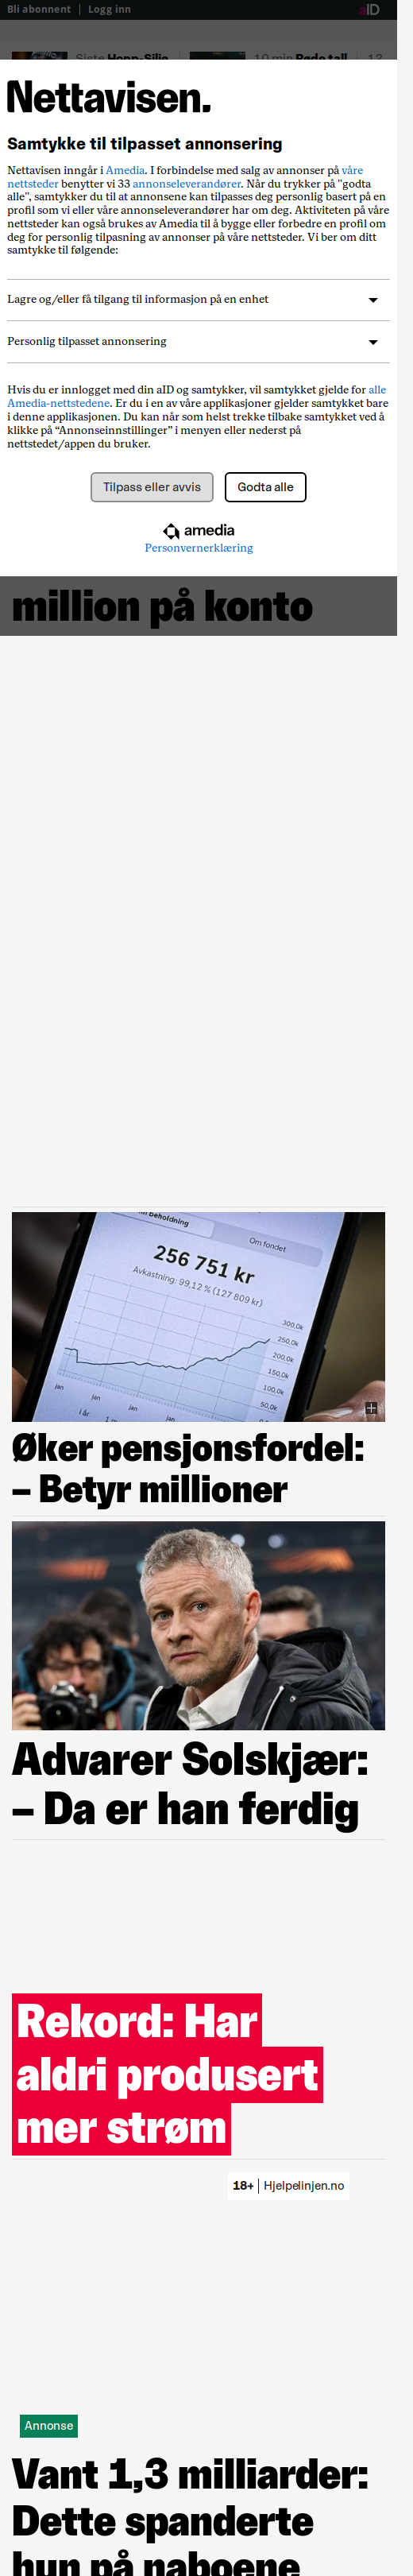 Bli abonnent | Logg inn aID
Siste Hopp-Silje 10 min Røde tall
Nettavisen.
Samtykke til tilpasset annonsering
Nettavisen inngår i Amedia. I forbindelse med salg av annonser på våre
nettsteder benytter vi 33 annonseleverandører. Når du trykker på "godta
alle", samtykker du til at annonsene kan tilpasses deg personlig basert på en
profil som vi eller våre annonseleverandører har om deg. Aktiviteten på våre
nettsteder kan også brukes av Amedia til å bygge eller forbedre en profil om
deg for personlig tilpasning av annonser på våre nettsteder. Vi ber om ditt
samtykke til følgende:
Lagre og/eller få tilgang til informasjon på en enhet
Personlig tilpasset annonsering
Hvis du er innlogget med din aID og samtykker, vil samtykket gjelde for alle
Amedia-nettstedene. Er du i en av våre applikasjoner gjelder samtykket bare
i denne applikasjonen. Du kan når som helst trekke tilbake samtykket ved å
klikke på “Annonseinnstillinger” i menyen eller nederst på
nettstedet/appen du bruker.
Tilpass eller avvis Godta alle
amedia
Personvernerklæring
million på konto
beholdning
Om fondet
256 751 kr
Avkastning: 99,12 % (127 809 kr)
300,0k
250,0k
200,0k
150,0k
100,0k
50,0k
jan jan jan jan
I år
Øker pensjonsfordel:
– Betyr millioner
Advarer Solskjær:
– Da er han ferdig
Rekord: Har
aldri produsert
mer strøm
18+ | Hjelpelinjen.no
Annonse
Vant 1,3 milliarder:
Dette spanderte
hun på naboene